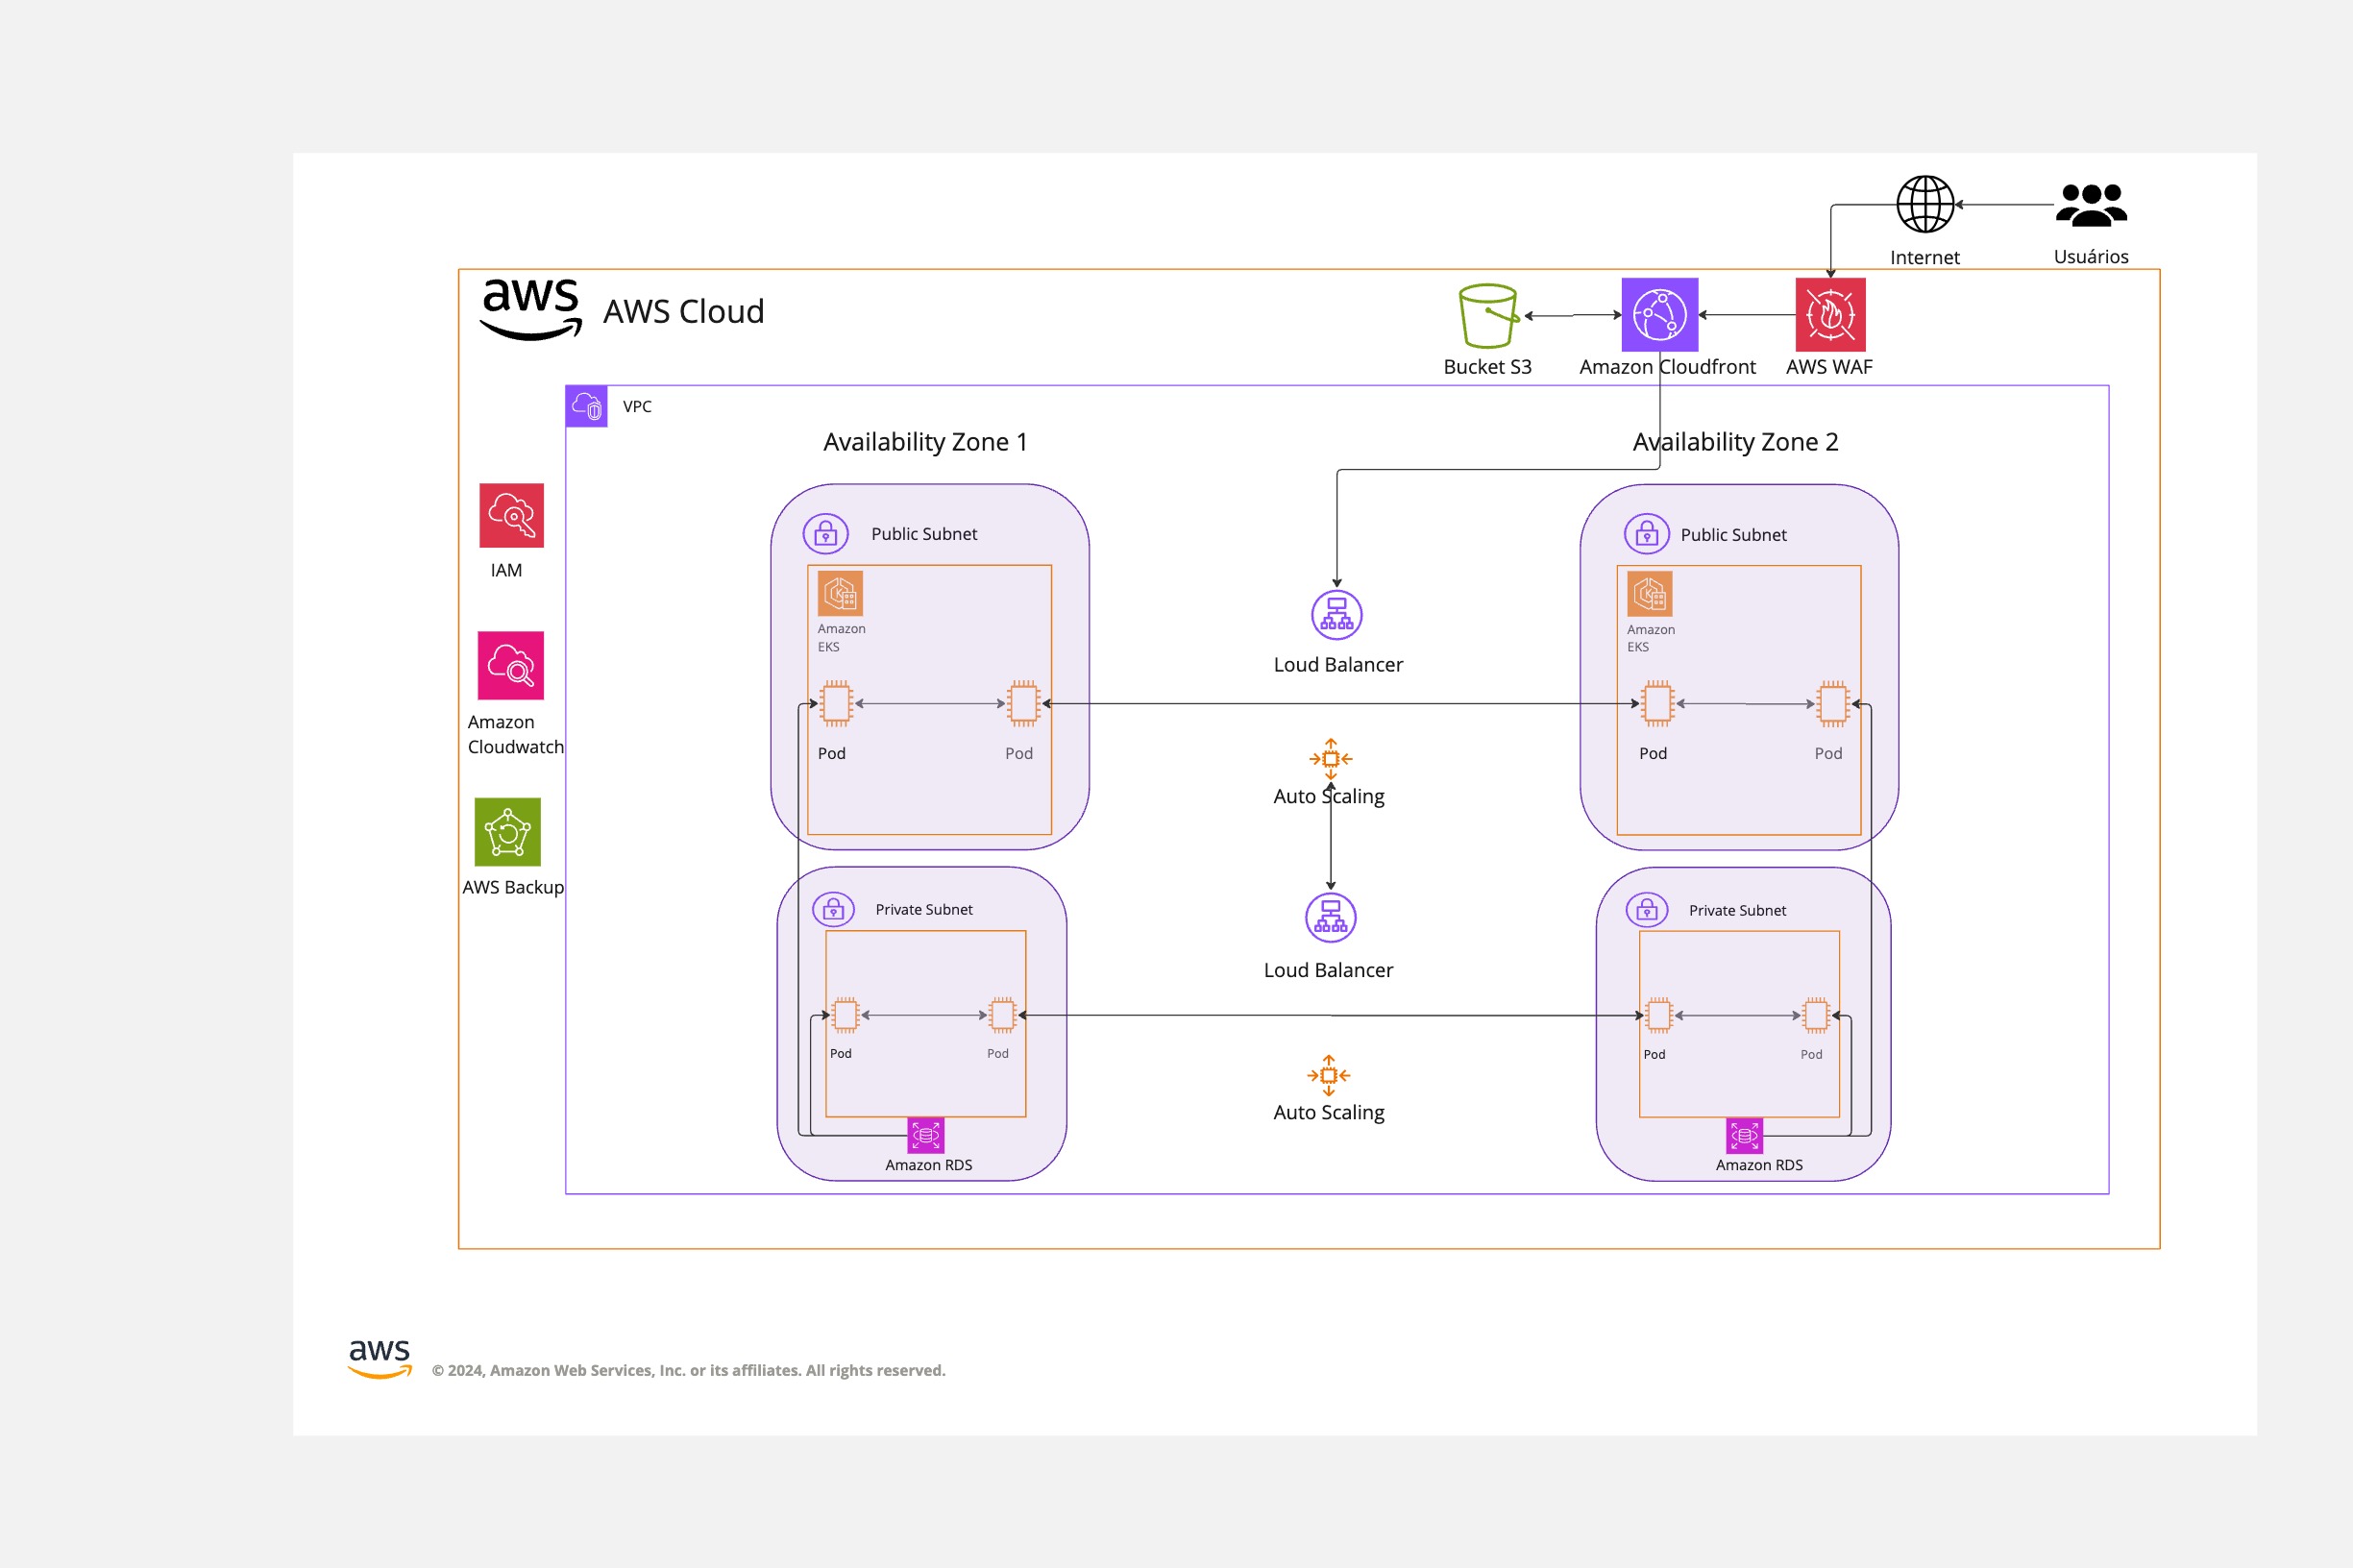 Internet
Usuários
aws
AWS Cloud
Bucket S3
Amazon Cloudfront
AWS WAF
VPC
Availability Zone 1
Availability Zone 2
IAM
Amazon
Cloudwatch
AWS Backup
Public Subnet
Amazon
EKS
Pod
Pod
Loud Balancer
Auto Scaling
Public Subnet
Amazon
EKS
Pod
Pod
Private Subnet
Pod
Pod
Amazon RDS
Loud Balancer
Auto Scaling
Private Subnet
Pod
Pod
Amazon RDS
aws
© 2024, Amazon Web Services, Inc. or its affiliates. All rights reserved.